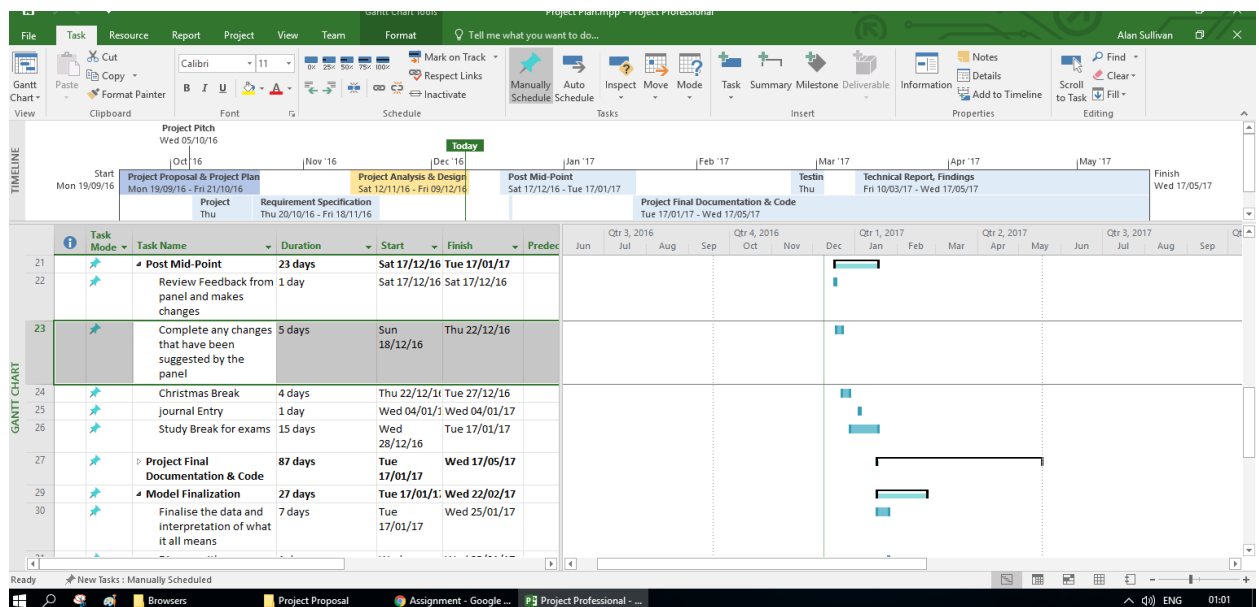 Gantt Chart Tools
Project Plan.mpp - Project Professional
File Task Resource Report Project View Team Format Tell me what you want to do... Alan Sullivan
Gantt Chart
View
Paste
Cut
Copy
Format Painter
Clipboard
Calibri 11
B I U A
Font
0% 25% 50% 75% 100%
Mark on Track
Respect Links
Inactivate
Schedule
Manually Schedule
Auto Schedule
Inspect Move Mode
Tasks
Task Summary Milestone Deliverable
Insert
Information
Notes
Details
Add to Timeline
Properties
Scroll to Task
Find
Clear
Fill
Editing
TIMELINE
Project Pitch
Wed 05/10/16
Today
Oct '16 Nov '16 Dec '16 Jan '17 Feb '17 Mar '17 Apr '17 May '17
Start
Mon 19/09/16
Project Proposal & Project Plan
Mon 19/09/16 - Fri 21/10/16
Project Analysis & Design
Sat 12/11/16 - Fri 09/12/16
Post Mid-Point
Sat 17/12/16 - Tue 17/01/17
Testin
Thu
Technical Report, Findings
Fri 10/03/17 - Wed 17/05/17
Finish
Wed 17/05/17
Project
Thu
Requirement Specification
Thu 20/10/16 - Fri 18/11/16
Project Final Documentation & Code
Tue 17/01/17 - Wed 17/05/17
GANTT CHART
Task Mode Task Name Duration Start Finish Predec
Qtr 3, 2016 Qtr 4, 2016 Qtr 1, 2017 Qtr 2, 2017 Qtr 3, 2017
Jun Jul Aug Sep Oct Nov Dec Jan Feb Mar Apr May Jun Jul Aug Sep
21 Post Mid-Point 23 days Sat 17/12/16 Tue 17/01/17
22 Review Feedback from 1 day Sat 17/12/16 Sat 17/12/16
panel and makes
changes
23 Complete any changes 5 days Sun Thu 22/12/16
that have been 18/12/16
suggested by the
panel
24 Christmas Break 4 days Thu 22/12/16 Tue 27/12/16
25 journal Entry 1 day Wed 04/01/1 Wed 04/01/17
26 Study Break for exams 15 days Wed Tue 17/01/17
28/12/16
27 Project Final 87 days Tue Wed 17/05/17
Documentation & Code 17/01/17
29 Model Finalization 27 days Tue 17/01/17 Wed 22/02/17
30 Finalise the data and 7 days Tue Wed 25/01/17
interpretation of what 17/01/17
it all means
Ready New Tasks : Manually Scheduled
Browsers Project Proposal Assignment - Google ... Project Professional - ... ENG 01:01